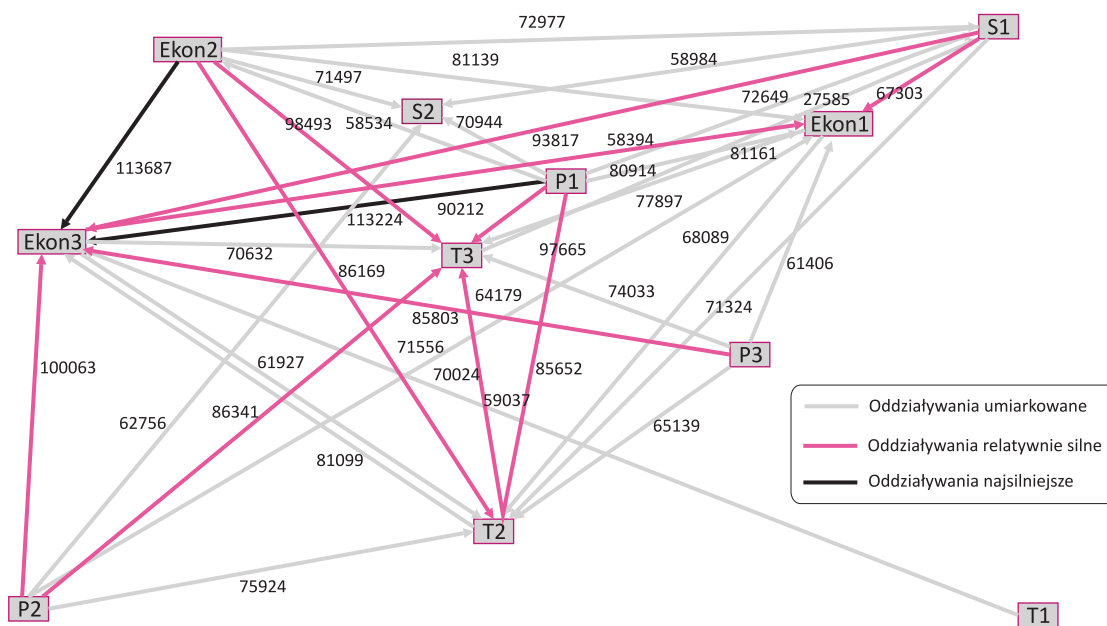 72977
S1
Ekon2
81139
58984
71497
72649
27585
67303
S2
98493
58534
70944
93817
58394
Ekon1
81161
113687
80914
P1
77897
90212
113224
Ekon3
70632
T3
97665
68089
86169
64179
74033
61406
85803
71324
71556
P3
61927
100063
70024
85652
59037
Oddziaływania umiarkowane
86341
62756
65139
Oddziaływania relatywnie silne
81099
Oddziaływania najsilniejsze
T2
75924
P2
T1